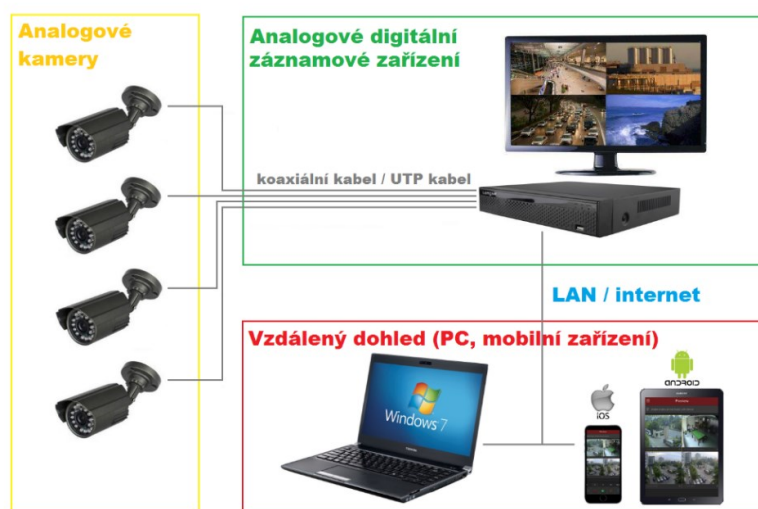 Analogové
kamery
Analogové digitální
záznamové zařízení
koaxiální kabel / UTP kabel
LAN / internet
Vzdálený dohled (PC, mobilní zařízení)
Windows 7
iOS
ANDROID